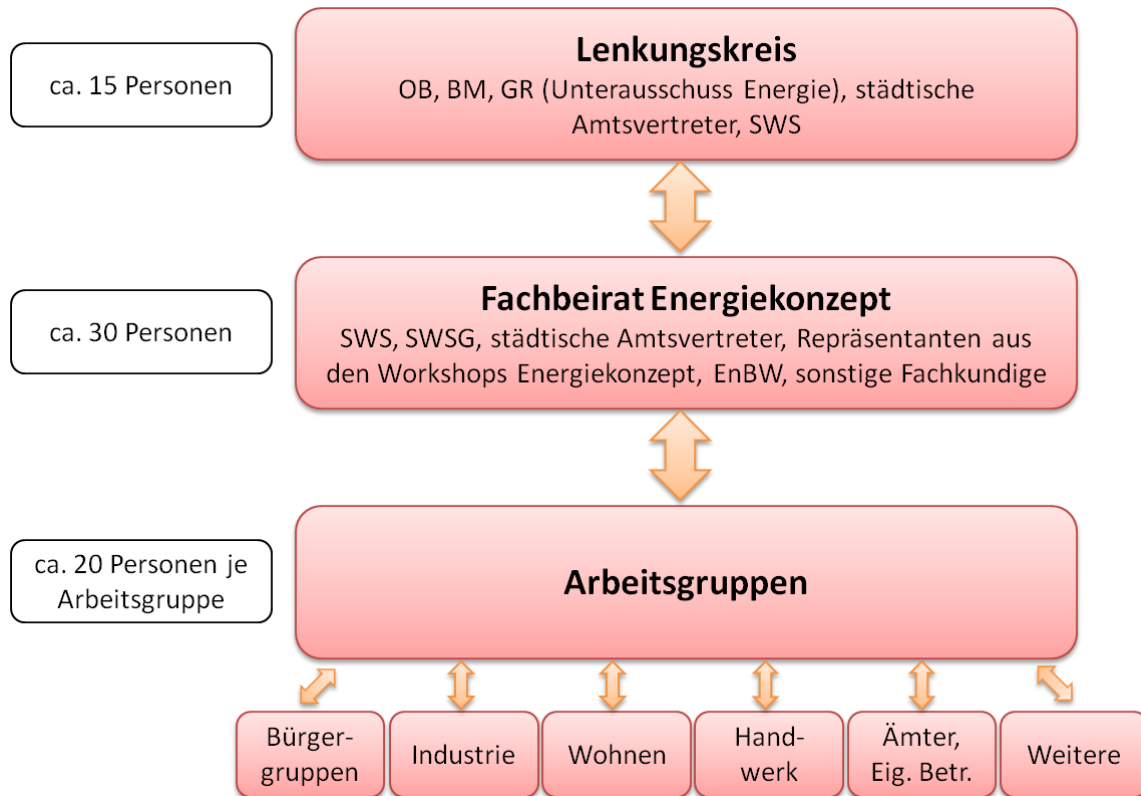 ca. 15 Personen
Lenkungskreis
OB, BM, GR (Unterausschuss Energie), städtische
Amtsvertreter, SWS
ca. 30 Personen
Fachbeirat Energiekonzept
SWS, SWSG, städtische Amtsvertreter, Repräsentanten aus
den Workshops Energiekonzept, EnBW, sonstige Fachkundige
ca. 20 Personen je
Arbeitsgruppe
Arbeitsgruppen
Bürger-
gruppen
Industrie
Wohnen
Hand-
werk
Ämter,
Eig. Betr.
Weitere